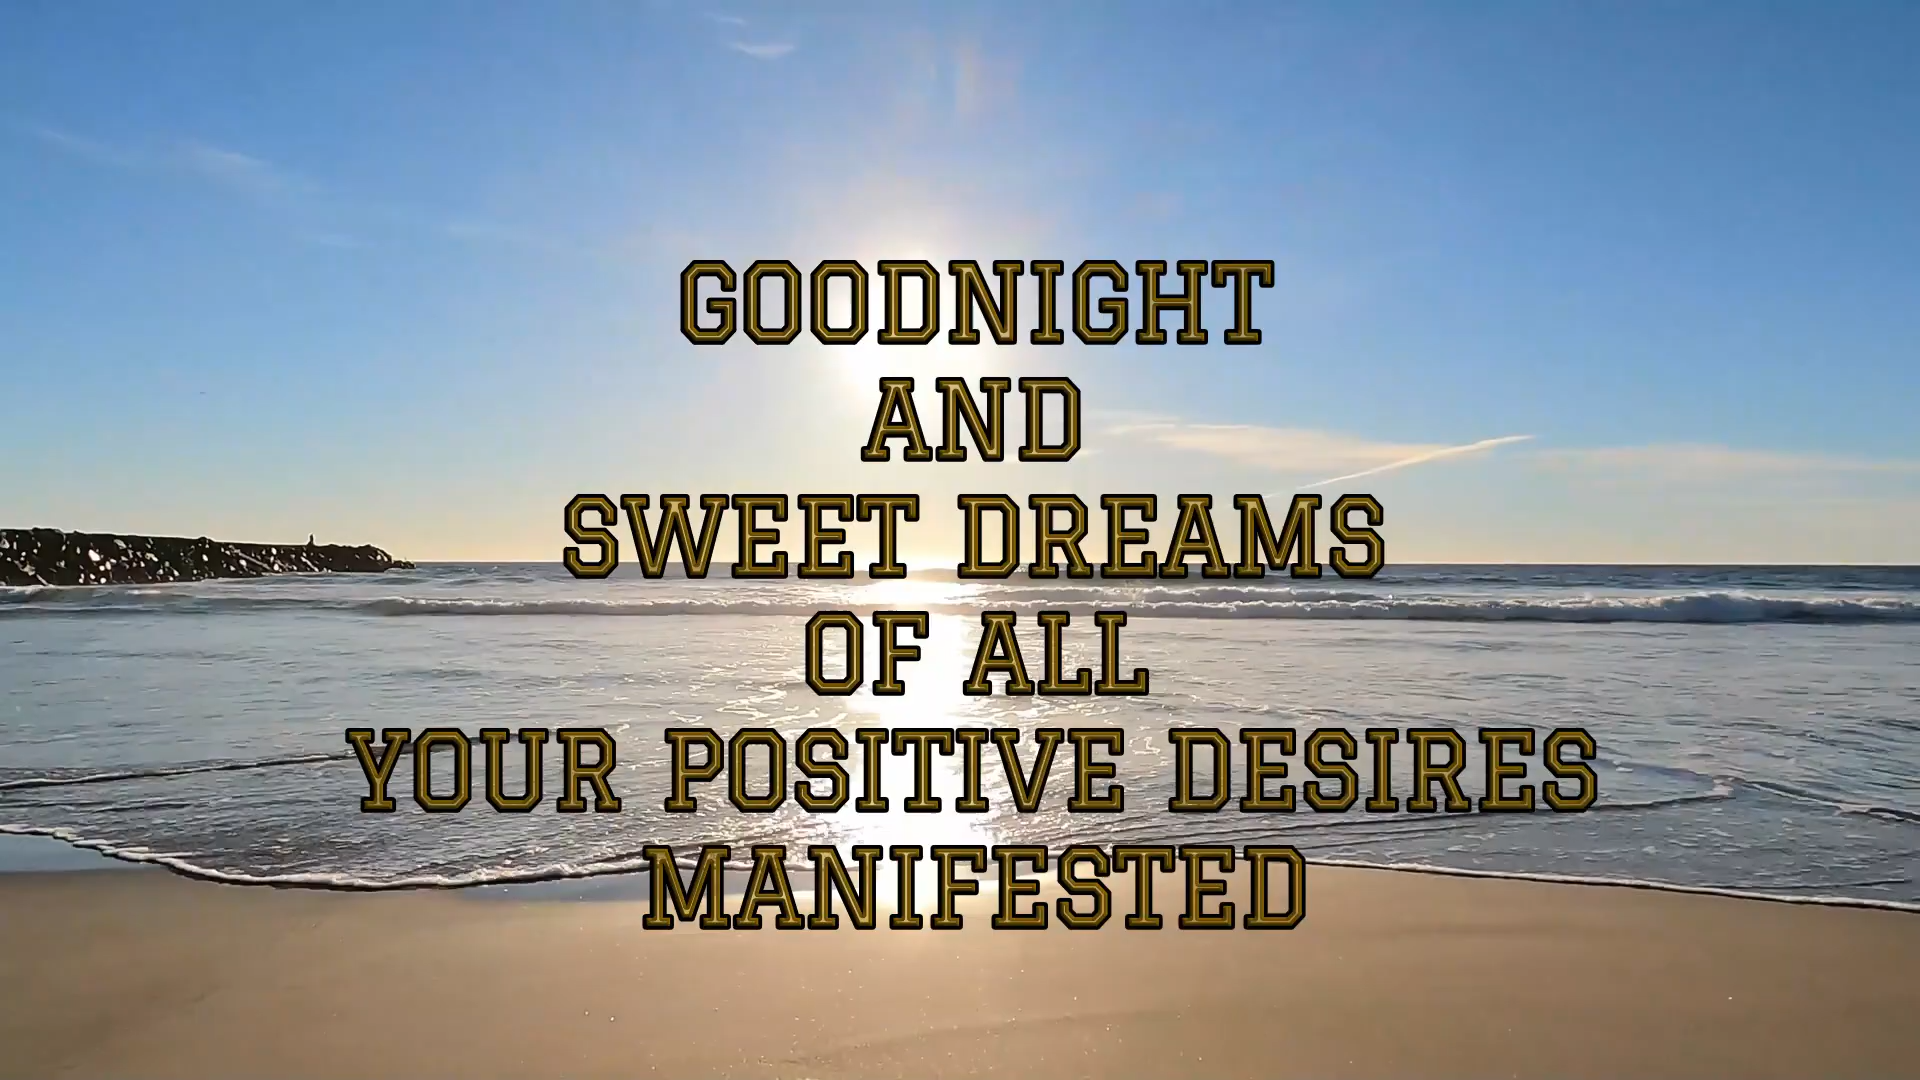 GOODNIGHT
AND
SWEET DREAMS
OF ALL
YOUR POSITIVE DESIRES
MANIFESTED